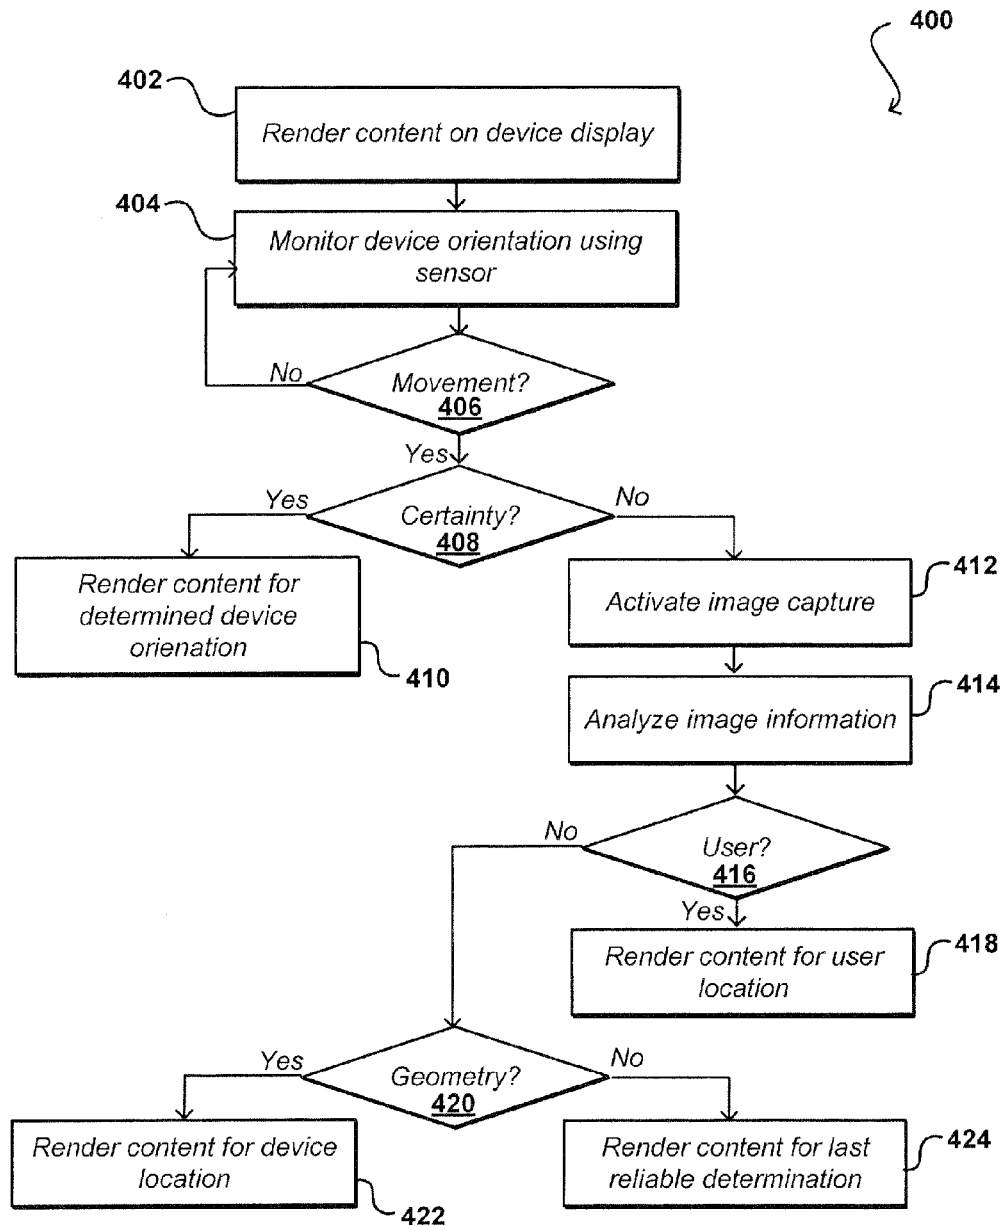 400
402
Render content on device display
404
Monitor device orientation using
sensor
No
Movement?
406
Yes
Yes
Certainty?
408
No
Render content for
determined device
orienation
410
Activate image capture
412
Analyze image information
414
No
User?
416
Yes
Render content for user
location
418
Yes
Geometry?
420
No
Render content for device
location
422
Render content for last
reliable determination
424